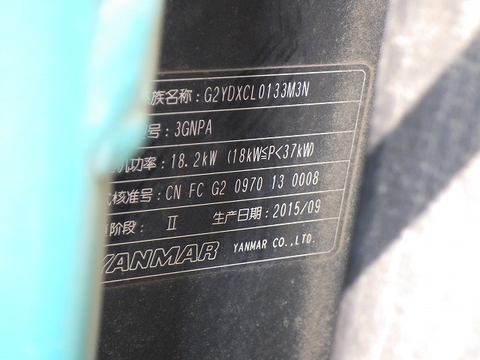 族名称: G2YDXCL0133M3N
号: 3GNPA
机功率: 18.2kW (18kW≦P<37kW)
核准号: CN FC G2 0970 13 0008
阶段: Ⅱ 生产日期: 2015/09
YANMAR YANMAR CO.,LTD.